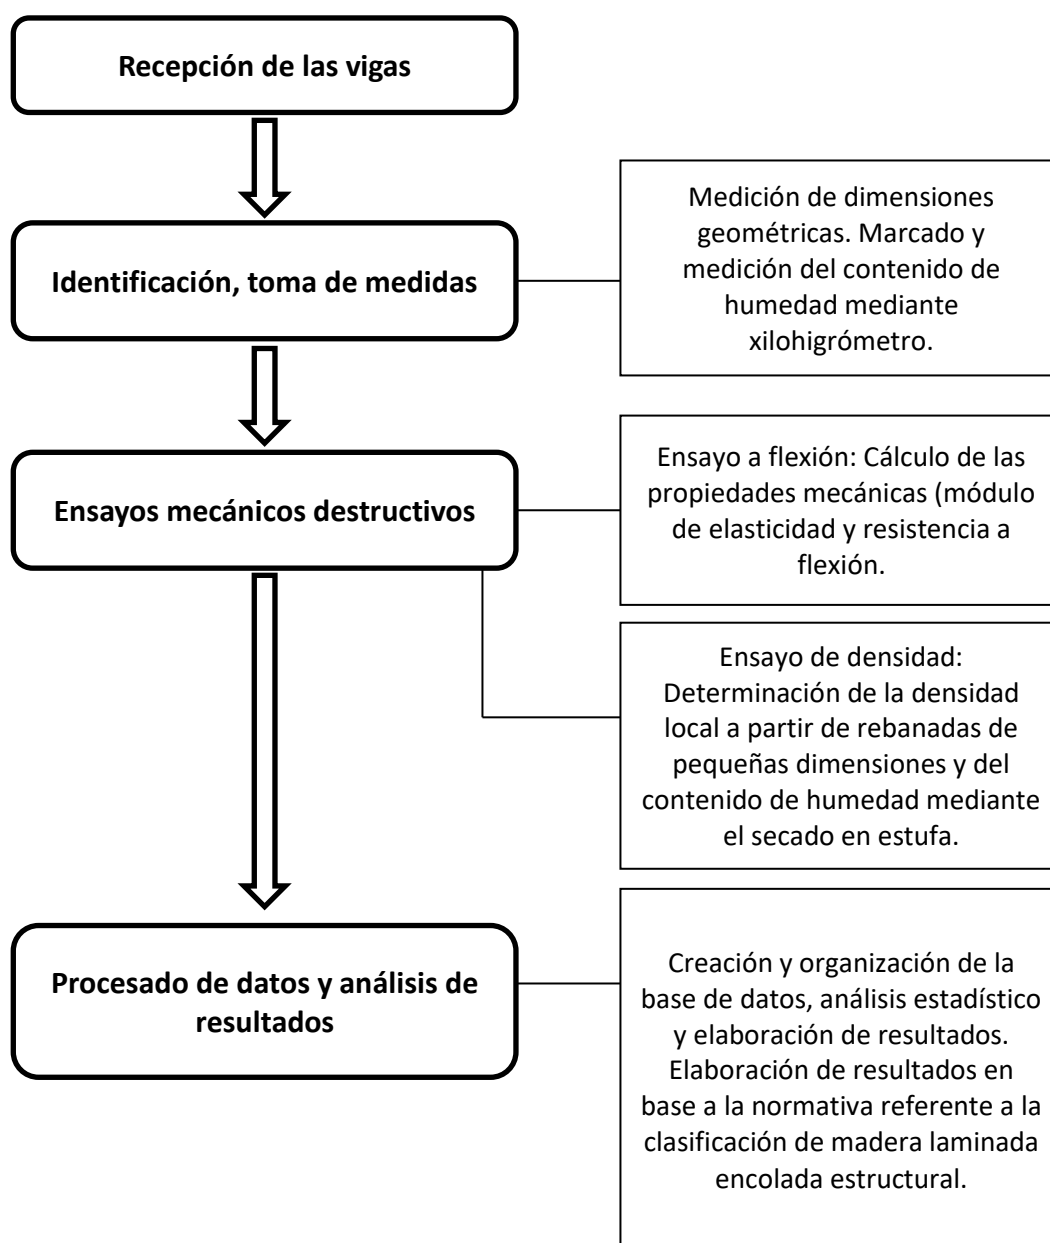 Recepción de las vigas
Identificación, toma de medidas
Medición de dimensiones
geométricas. Marcado y
medición del contenido de
humedad mediante
xilohigrómetro.
Ensayos mecánicos destructivos
Ensayo a flexión: Cálculo de las
propiedades mecánicas (módulo
de elasticidad y resistencia a
flexión.
Ensayo de densidad:
Determinación de la densidad
local a partir de rebanadas de
pequeñas dimensiones y del
contenido de humedad mediante
el secado en estufa.
Procesado de datos y análisis de
resultados
Creación y organización de la
base de datos, análisis estadístico
y elaboración de resultados.
Elaboración de resultados en
base a la normativa referente a la
clasificación de madera laminada
encolada estructural.